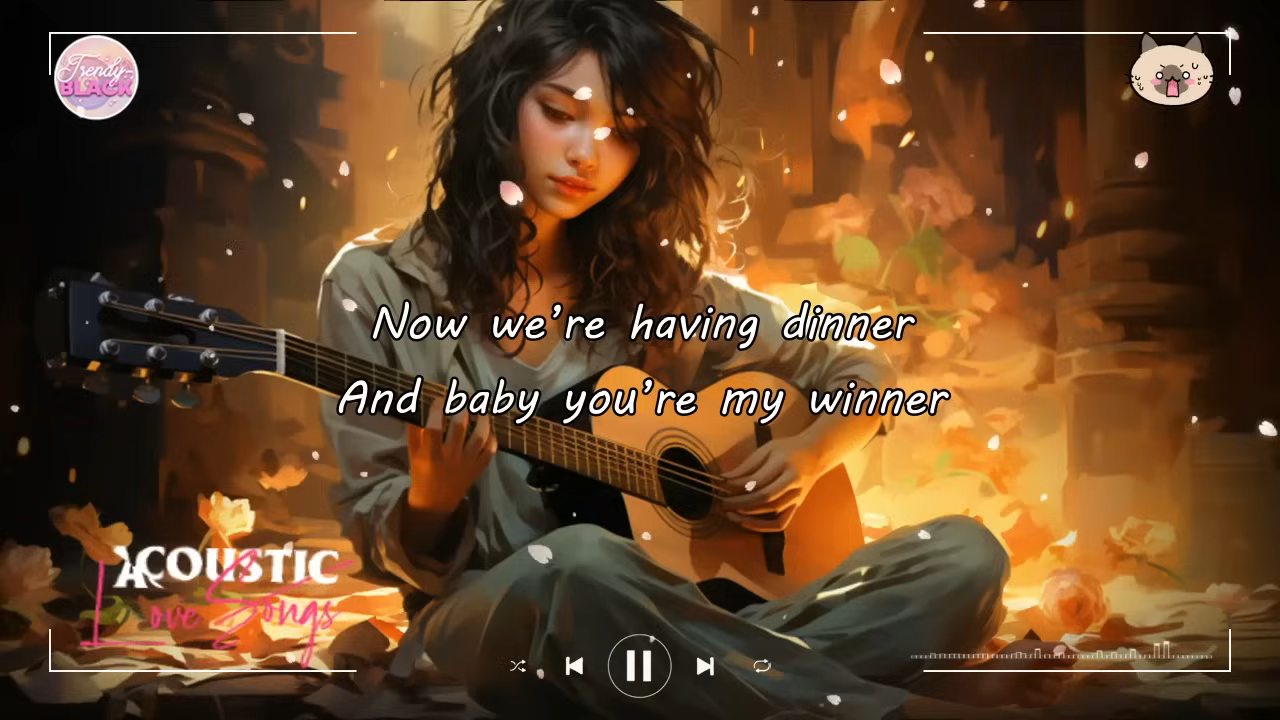 Trendy
BLACK
Now we're having dinner
And baby you're my winner
ACOUSTIC
Love Songs